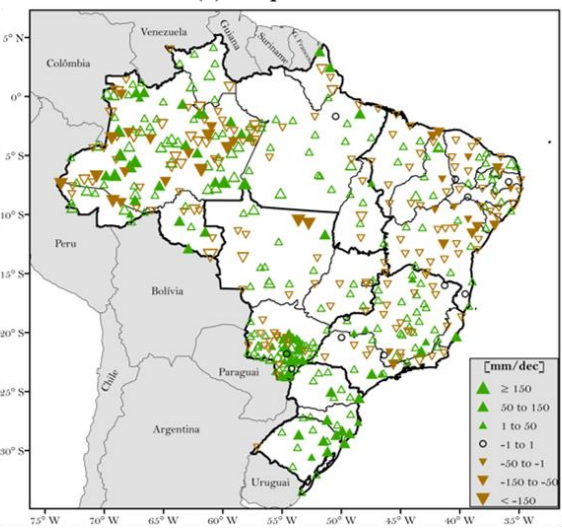 5° N
0°
5° S
10° S
15° S
20° S
25° S
30° S
75° W
70° W
65° W
60° W
55° W
50° W
45° W
40° W
35° W
Venezuela
Guiana
Suriname
Colômbia
Peru
Bolívia
Paraguai
Chile
Argentina
Uruguai
[mm/dec]
≥ 150
50 to 150
1 to 50
-1 to 1
-50 to -1
-150 to -50
< -150